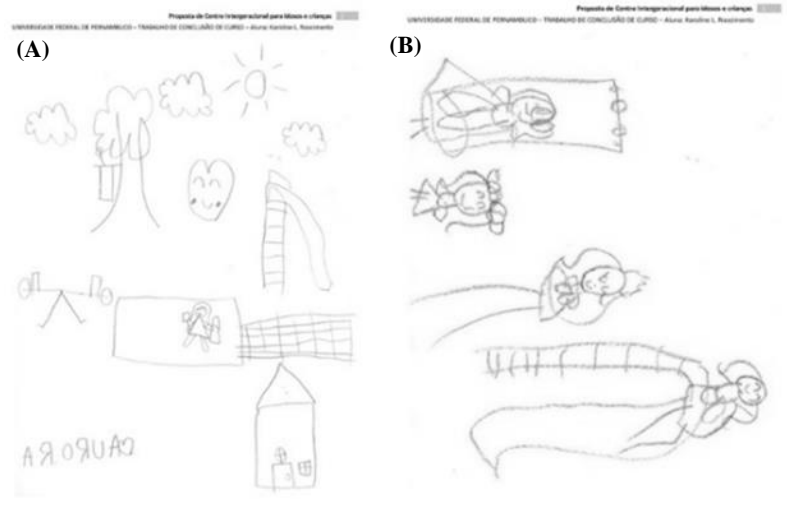 Proposta de Centro Intergeracional para idosos e crianças
UNIVERSIDADE FEDERAL DE PERNAMBUCO – TRABALHO DE CONCLUSÃO DE CURSO – Aluna: Karoline L. Nascimento
(A)
AURORA
Proposta de Centro Intergeracional para idosos e crianças
UNIVERSIDADE FEDERAL DE PERNAMBUCO – TRABALHO DE CONCLUSÃO DE CURSO – Aluna: Karoline L. Nascimento
(B)